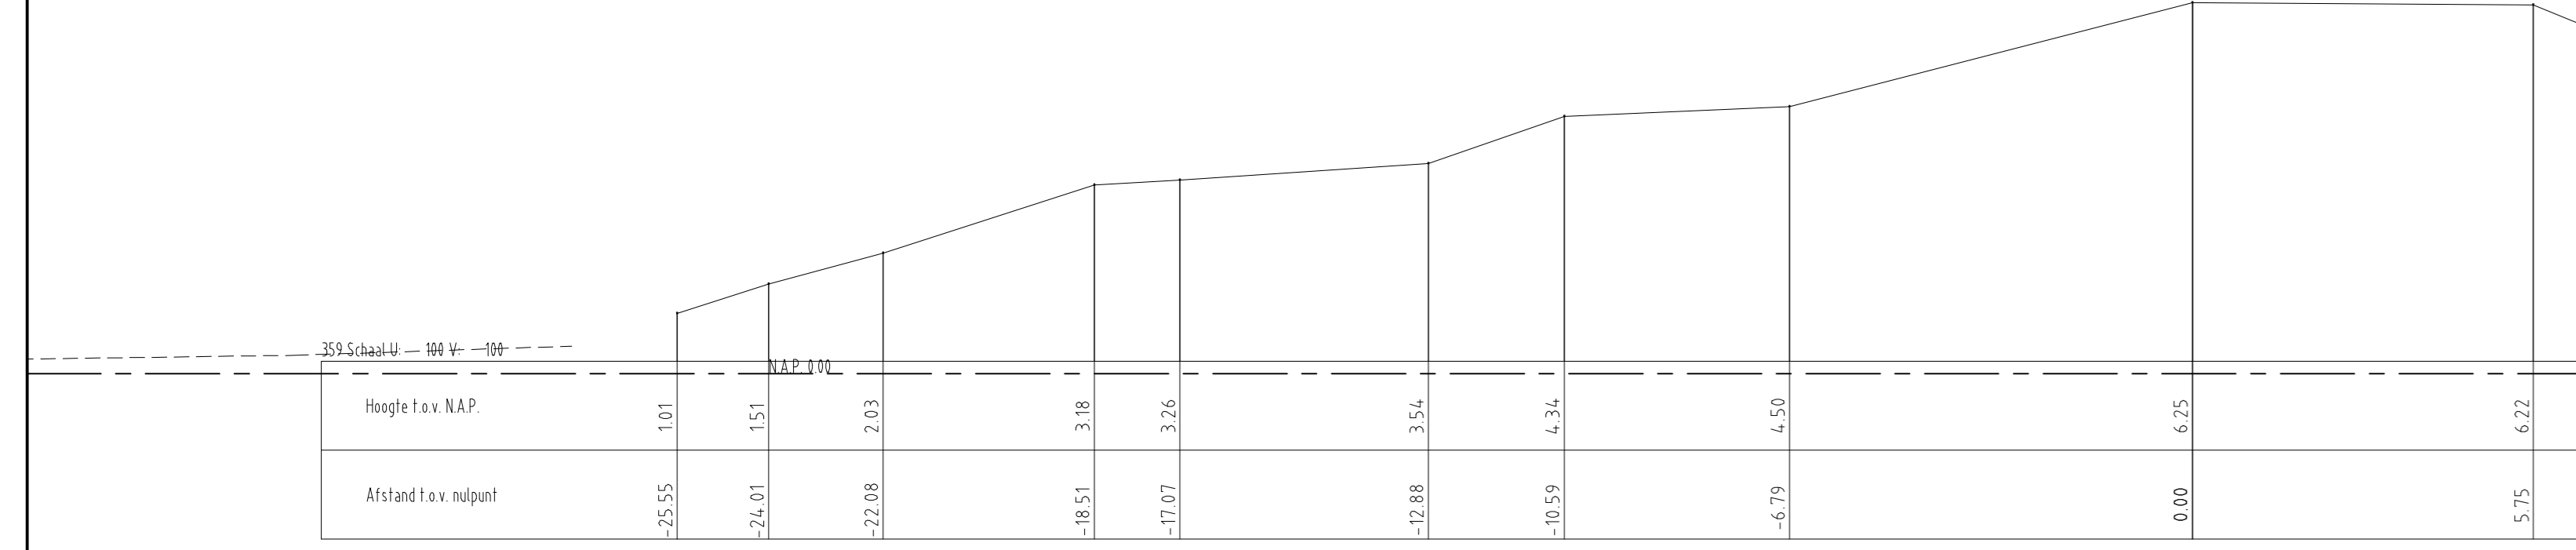 359 Schaal U: 100 V: 100
N.A.P. 0.00
Hoogte t.o.v. N.A.P. 1.01 1.51 2.03 3.18 3.26 3.54 4.34 4.50 6.25 6.22
Afstand t.o.v. nulpunt -25.55 -24.01 -22.08 -18.51 -17.07 -12.88 -10.59 -6.79 0.00 5.75